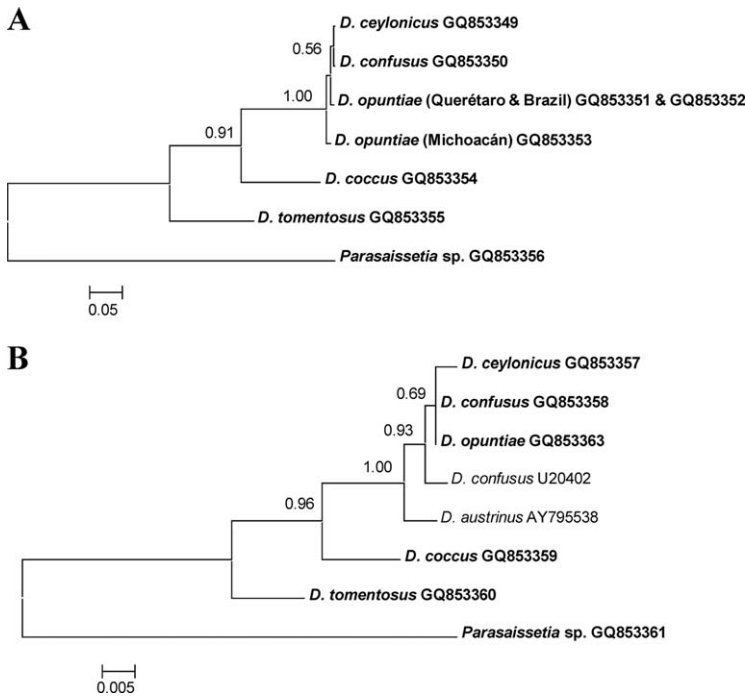 A
D. ceylonicus GQ853349
0.56
D. confusus GQ853350
1.00
D. opuntiae (Querétaro & Brazil) GQ853351 & GQ853352
0.91
D. opuntiae (Michoacán) GQ853353
D. coccus GQ853354
D. tomentosus GQ853355
Parasaissetia sp. GQ853356
0.05
B
D. ceylonicus GQ853357
0.69
D. confusus GQ853358
0.93
D. opuntiae GQ853363
1.00
D. confusus U20402
0.96
D. austrinus AY795538
D. coccus GQ853359
D. tomentosus GQ853360
Parasaissetia sp. GQ853361
0.005